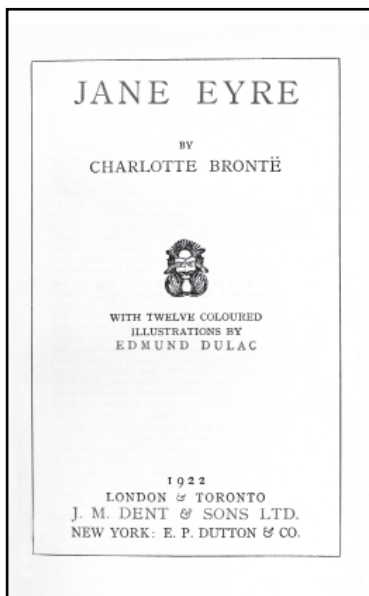 JANE EYRE
BY
CHARLOTTE BRONTË
WITH TWELVE COLOURED
ILLUSTRATIONS BY
EDMUND DULAC
1922
LONDON & TORONTO
J. M. DENT & SONS LTD.
NEW YORK: E. P. DUTTON & CO.